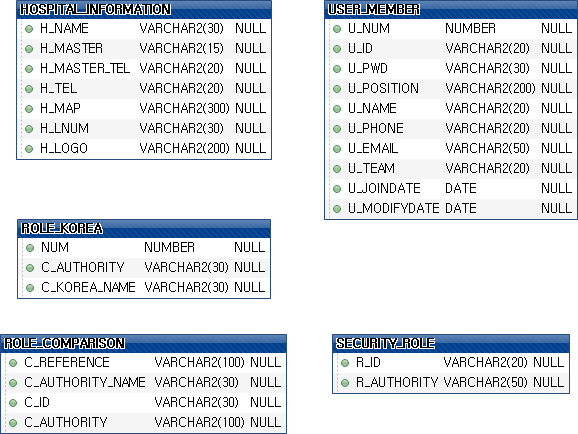 HOSPITAL_INFORMATION
H_NAME VARCHAR2(30) NULL
H_MASTER VARCHAR2(15) NULL
H_MASTER_TEL VARCHAR2(20) NULL
H_TEL VARCHAR2(20) NULL
H_MAP VARCHAR2(300) NULL
H_LNUM VARCHAR2(30) NULL
H_LOGO VARCHAR2(200) NULL
USER_MEMBER
U_NUM NUMBER NULL
U_ID VARCHAR2(20) NULL
U_PWD VARCHAR2(30) NULL
U_POSITION VARCHAR2(200) NULL
U_NAME VARCHAR2(20) NULL
U_PHONE VARCHAR2(20) NULL
U_EMAIL VARCHAR2(50) NULL
U_TEAM VARCHAR2(20) NULL
U_JOINDATE DATE NULL
U_MODIFYDATE DATE NULL
ROLE_KOREA
NUM NUMBER NULL
C_AUTHORITY VARCHAR2(30) NULL
C_KOREA_NAME VARCHAR2(30) NULL
ROLE_COMPARISON
C_REFERENCE VARCHAR2(100) NULL
C_AUTHORITY_NAME VARCHAR2(30) NULL
C_ID VARCHAR2(30) NULL
C_AUTHORITY VARCHAR2(100) NULL
SECURITY_ROLE
R_ID VARCHAR2(20) NULL
R_AUTHORITY VARCHAR2(50) NULL